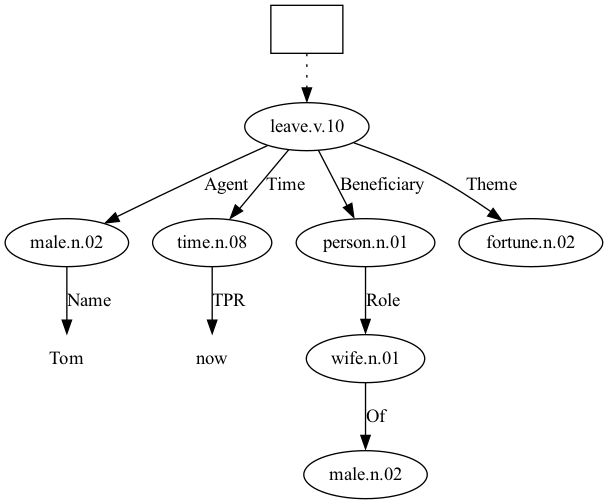 leave.v.10
Agent
Time
Beneficiary
Theme
male.n.02
time.n.08
person.n.01
fortune.n.02
Name
TPR
Role
Tom
now
wife.n.01
Of
male.n.02